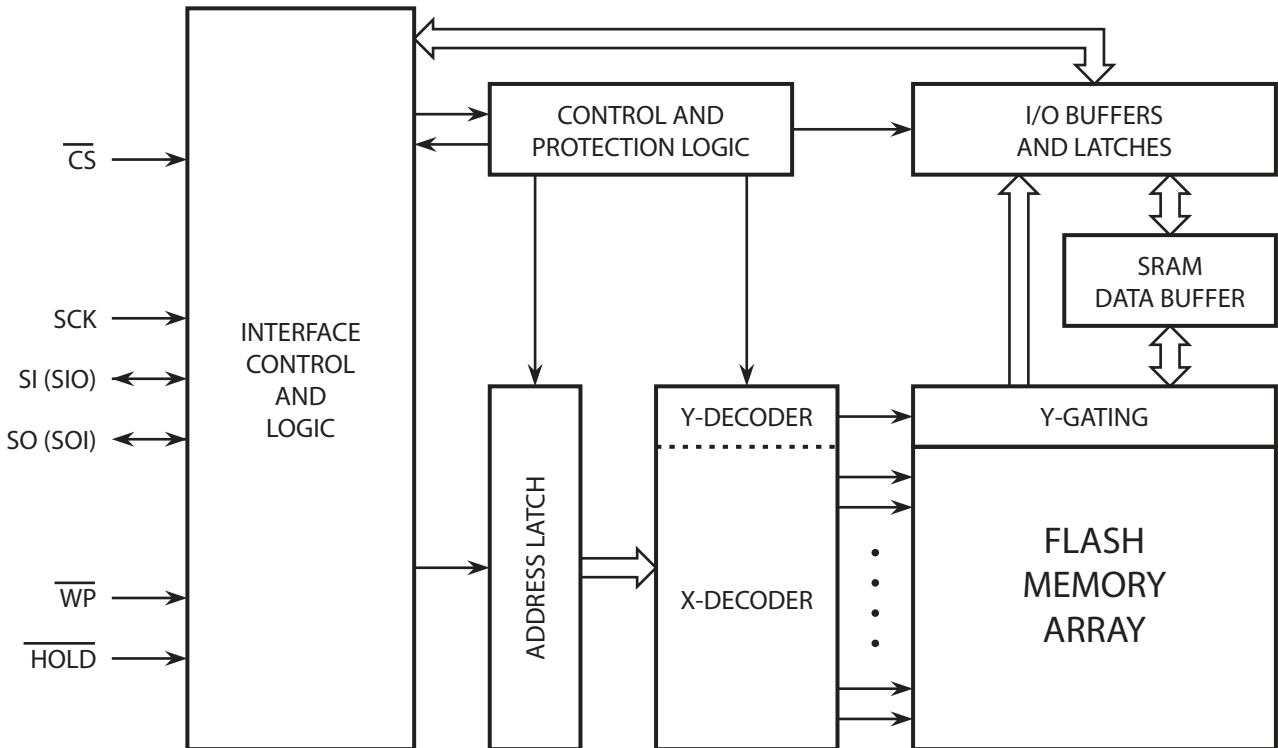 CS
SCK
SI (SIO)
SO (SOI)
WP
HOLD
INTERFACE
CONTROL
AND
LOGIC
CONTROL AND
PROTECTION LOGIC
I/O BUFFERS
AND LATCHES
SRAM
DATA BUFFER
ADDRESS LATCH
Y-DECODER
X-DECODER
Y-GATING
FLASH
MEMORY
ARRAY